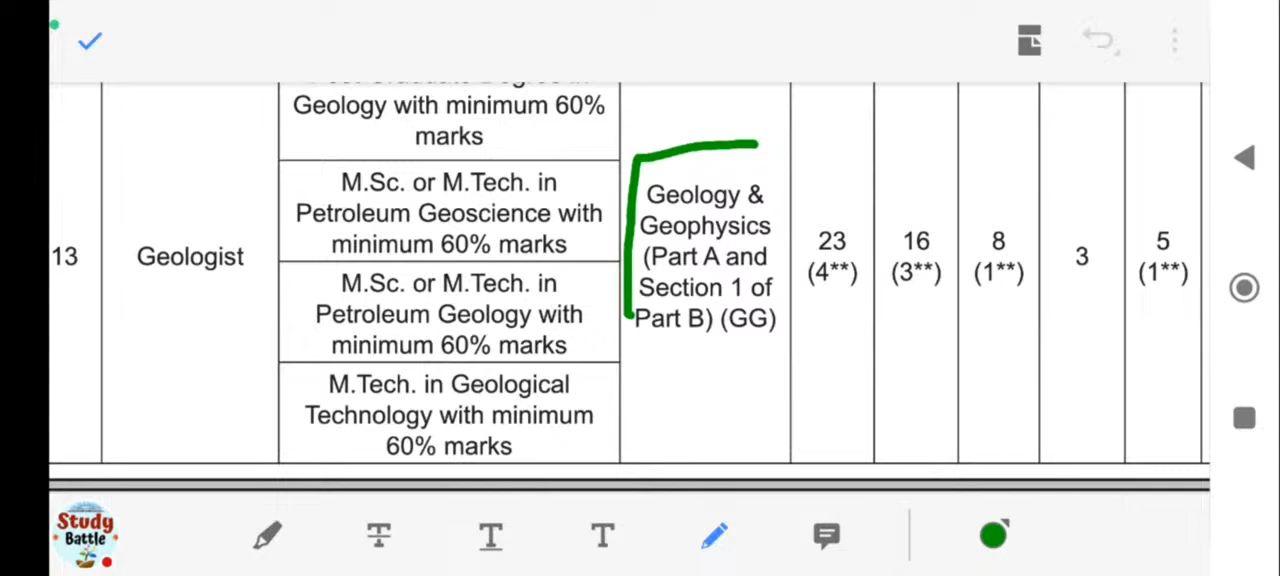 Geology with minimum 60%
marks
M.Sc. or M.Tech. in
Petroleum Geoscience with
minimum 60% marks
13
Geologist
M.Sc. or M.Tech. in
Petroleum Geology with
minimum 60% marks
M.Tech. in Geological
Technology with minimum
60% marks
Geology &
Geophysics
(Part A and
Section 1 of
Part B) (GG)
23
(4**)
16
(3**)
8
(1**)
3
5
(1**)
Study
Battle
T
T
T